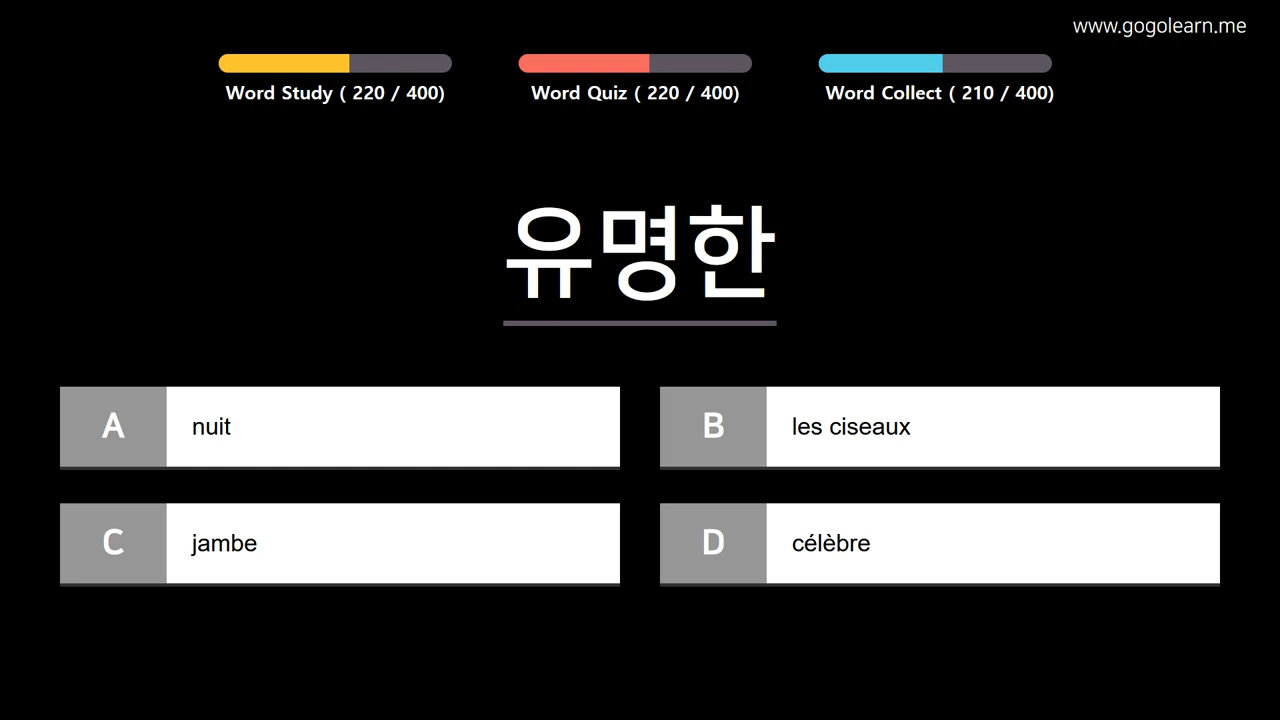 www.gogolearn.me
Word Study ( 220 / 400)
Word Quiz ( 220 / 400)
Word Collect ( 210 / 400)
유명한
A nuit
B les ciseaux
C jambe
D célèbre